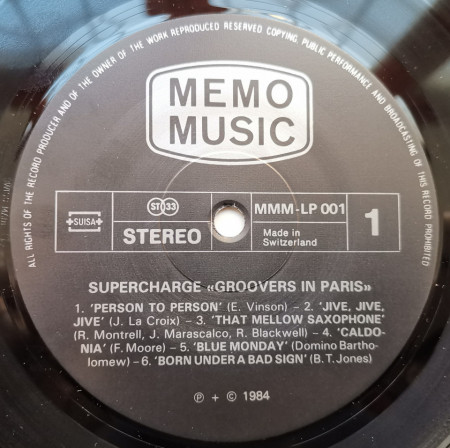 ALL RIGHTS OF THE RECORD PRODUCER AND OF THE OWNER OF THE WORK REPRODUCED RESERVED COPYING, PUBLIC PERFORMANCE AND BROADCASTING OF THIS RECORD PROHIBITED
MEMO
MUSIC
SUISA
ST 33
STEREO
MMM-LP 001
Made in
Switzerland
1
SUPERCHARGE «GROOVERS IN PARIS»
1. 'PERSON TO PERSON' (E. Vinson) – 2. 'JIVE, JIVE,
JIVE' (J. La Croix) – 3. 'THAT MELLOW SAXOPHONE'
(R. Montrell, J. Marascalco, R. Blackwell) – 4. 'CALDO-
NIA' (F. Moore) – 5. 'BLUE MONDAY' (Domino Bartho-
lomew) – 6. 'BORN UNDER A BAD SIGN' (B.T. Jones)
℗ + © 1984